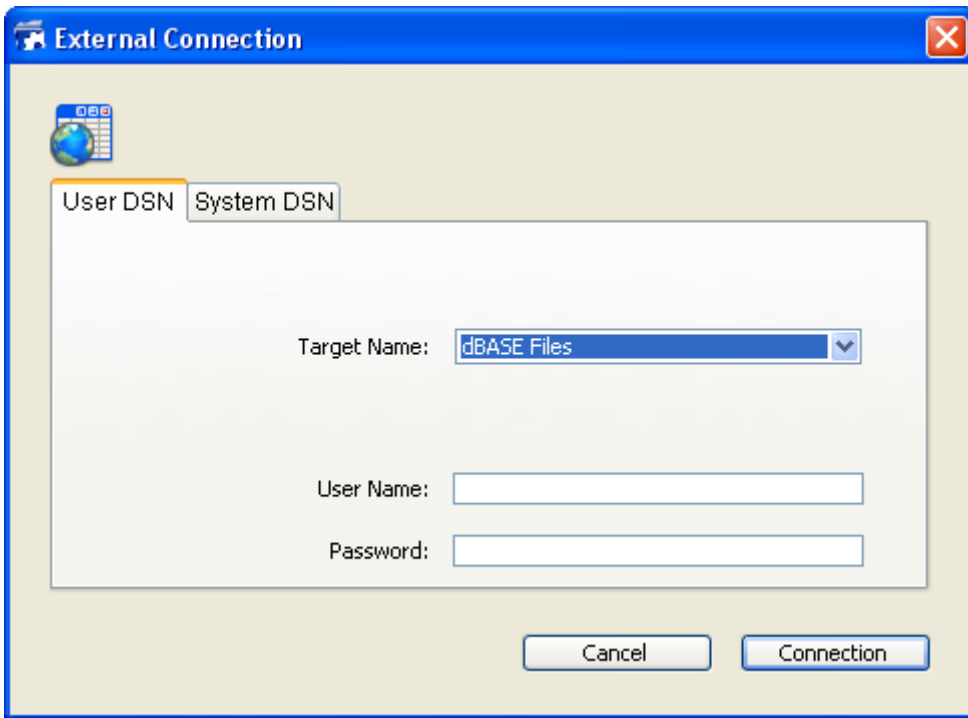 External Connection
User DSN System DSN
Target Name: dBASE Files
User Name:
Password:
Cancel Connection